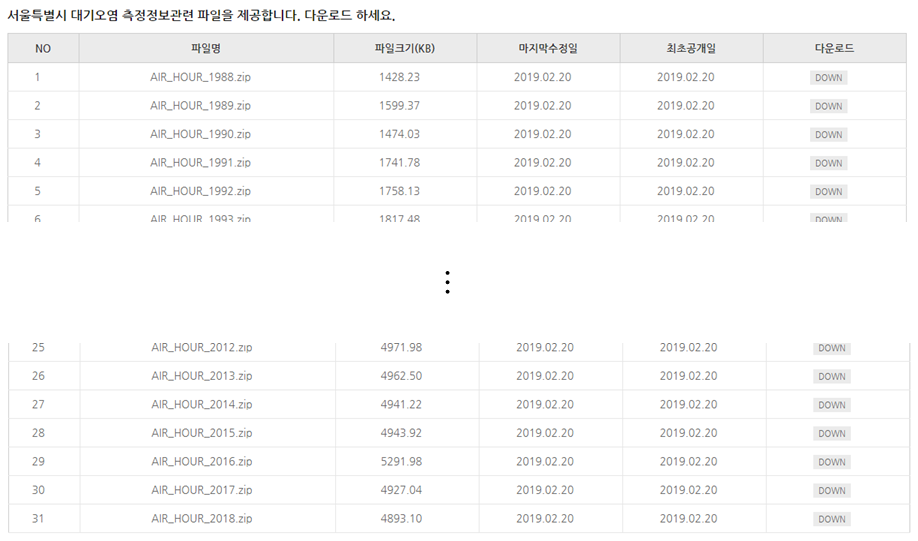 서울특별시 대기오염 측정정보관련 파일을 제공합니다. 다운로드 하세요.
NO 파일명 파일크기(KB) 마지막수정일 최초공개일 다운로드
1 AIR_HOUR_1988.zip 1428.23 2019.02.20 2019.02.20 DOWN
2 AIR_HOUR_1989.zip 1599.37 2019.02.20 2019.02.20 DOWN
3 AIR_HOUR_1990.zip 1474.03 2019.02.20 2019.02.20 DOWN
4 AIR_HOUR_1991.zip 1741.78 2019.02.20 2019.02.20 DOWN
5 AIR_HOUR_1992.zip 1758.13 2019.02.20 2019.02.20 DOWN
6 AIR_HOUR_1993.zip 1817.48 2019.02.20 2019.02.20 DOWN
25 AIR_HOUR_2012.zip 4971.98 2019.02.20 2019.02.20 DOWN
26 AIR_HOUR_2013.zip 4962.50 2019.02.20 2019.02.20 DOWN
27 AIR_HOUR_2014.zip 4941.22 2019.02.20 2019.02.20 DOWN
28 AIR_HOUR_2015.zip 4943.92 2019.02.20 2019.02.20 DOWN
29 AIR_HOUR_2016.zip 5291.98 2019.02.20 2019.02.20 DOWN
30 AIR_HOUR_2017.zip 4927.04 2019.02.20 2019.02.20 DOWN
31 AIR_HOUR_2018.zip 4893.10 2019.02.20 2019.02.20 DOWN